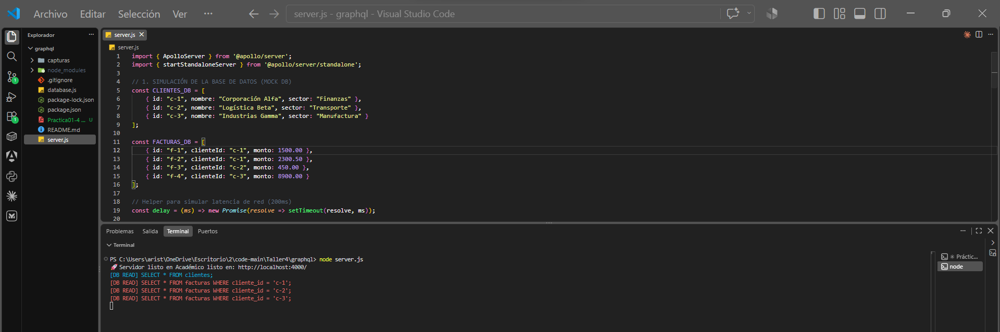 Archivo Editar Selección Ver ...
server.js - graphql - Visual Studio Code
Explorador ...
graphql
capturas
node_modules
.gitignore
database.js
package-lock.json
package.json
Practica01-4 ... U
README.md
server.js
1
1
server.js
server.js
1 import { ApolloServer } from '@apollo/server';
2 import { startStandaloneServer } from '@apollo/server/standalone';
3
4 // 1. SIMULACIÓN DE LA BASE DE DATOS (MOCK DB)
5 const CLIENTES_DB = [
6 { id: "c-1", nombre: "Corporación Alfa", sector: "Finanzas" },
7 { id: "c-2", nombre: "Logística Beta", sector: "Transporte" },
8 { id: "c-3", nombre: "Industrias Gamma", sector: "Manufactura" }
9 ];
10
11 const FACTURAS_DB = [
12 { id: "f-1", clienteId: "c-1", monto: 1500.00 },
13 { id: "f-2", clienteId: "c-1", monto: 2300.50 },
14 { id: "f-3", clienteId: "c-2", monto: 450.00 },
15 { id: "f-4", clienteId: "c-3", monto: 8900.00 }
16 ];
17
18 // Helper para simular latencia de red (200ms)
19 const delay = (ms) => new Promise(resolve => setTimeout(resolve, ms));
20
Problemas Salida Terminal Puertos
Terminal
PS C:\Users\arist\OneDrive\Escritorio\2\code-main\Taller4\graphql> node server.js
🚀 Servidor listo en Académico listo en: http://localhost:4000/
[DB READ] SELECT * FROM clientes;
[DB READ] SELECT * FROM facturas WHERE cliente_id = 'c-1';
[DB READ] SELECT * FROM facturas WHERE cliente_id = 'c-2';
[DB READ] SELECT * FROM facturas WHERE cliente_id = 'c-3';
✳ Práctic...
node